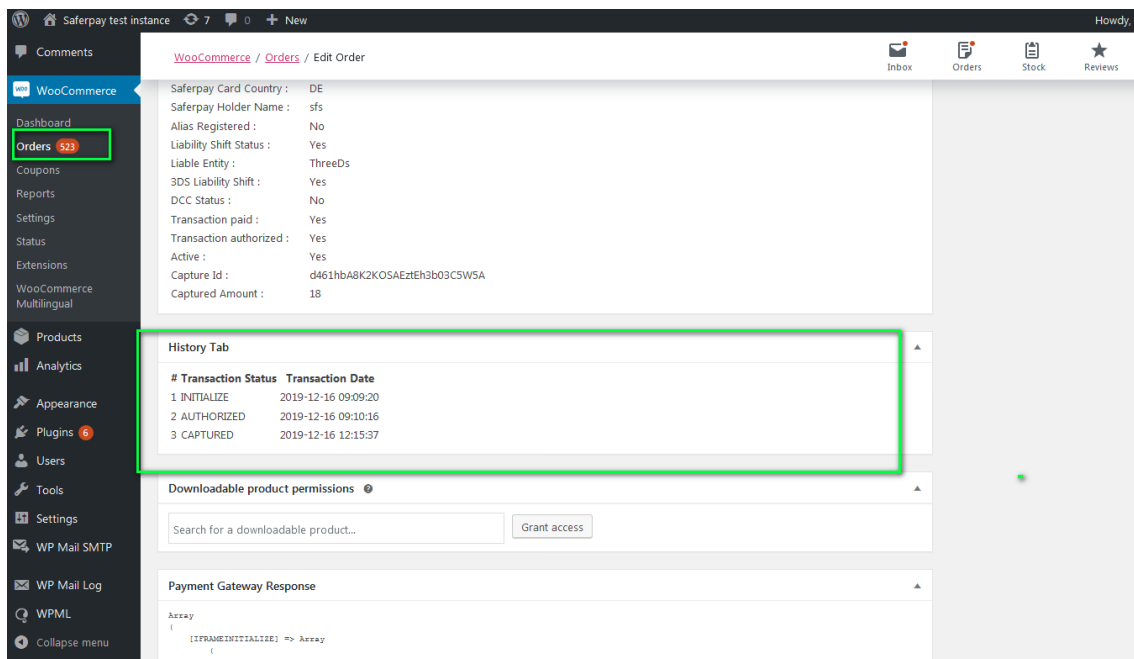 Saferpay test instance 7 0 + New Howdy,
Comments
WooCommerce
Dashboard
Orders 523
Coupons
Reports
Settings
Status
Extensions
WooCommerce
Multilingual
Products
Analytics
Appearance
Plugins 6
Users
Tools
Settings
WP Mail SMTP
WP Mail Log
WPML
Collapse menu
WooCommerce / Orders / Edit Order
Inbox Orders Stock Reviews
Saferpay Card Country : DE
Saferpay Holder Name : sfs
Alias Registered : No
Liability Shift Status : Yes
Liable Entity : ThreeDs
3DS Liability Shift : Yes
DCC Status : No
Transaction paid : Yes
Transaction authorized : Yes
Active : Yes
Capture Id : d461hbA8K2KOSAEztEh3b03C5W5A
Captured Amount : 18
History Tab
# Transaction Status Transaction Date
1 INITIALIZE 2019-12-16 09:09:20
2 AUTHORIZED 2019-12-16 09:10:16
3 CAPTURED 2019-12-16 12:15:37
Downloadable product permissions
Search for a downloadable product... Grant access
Payment Gateway Response
Array
(
[IFRAMEINITIALIZE] => Array
(